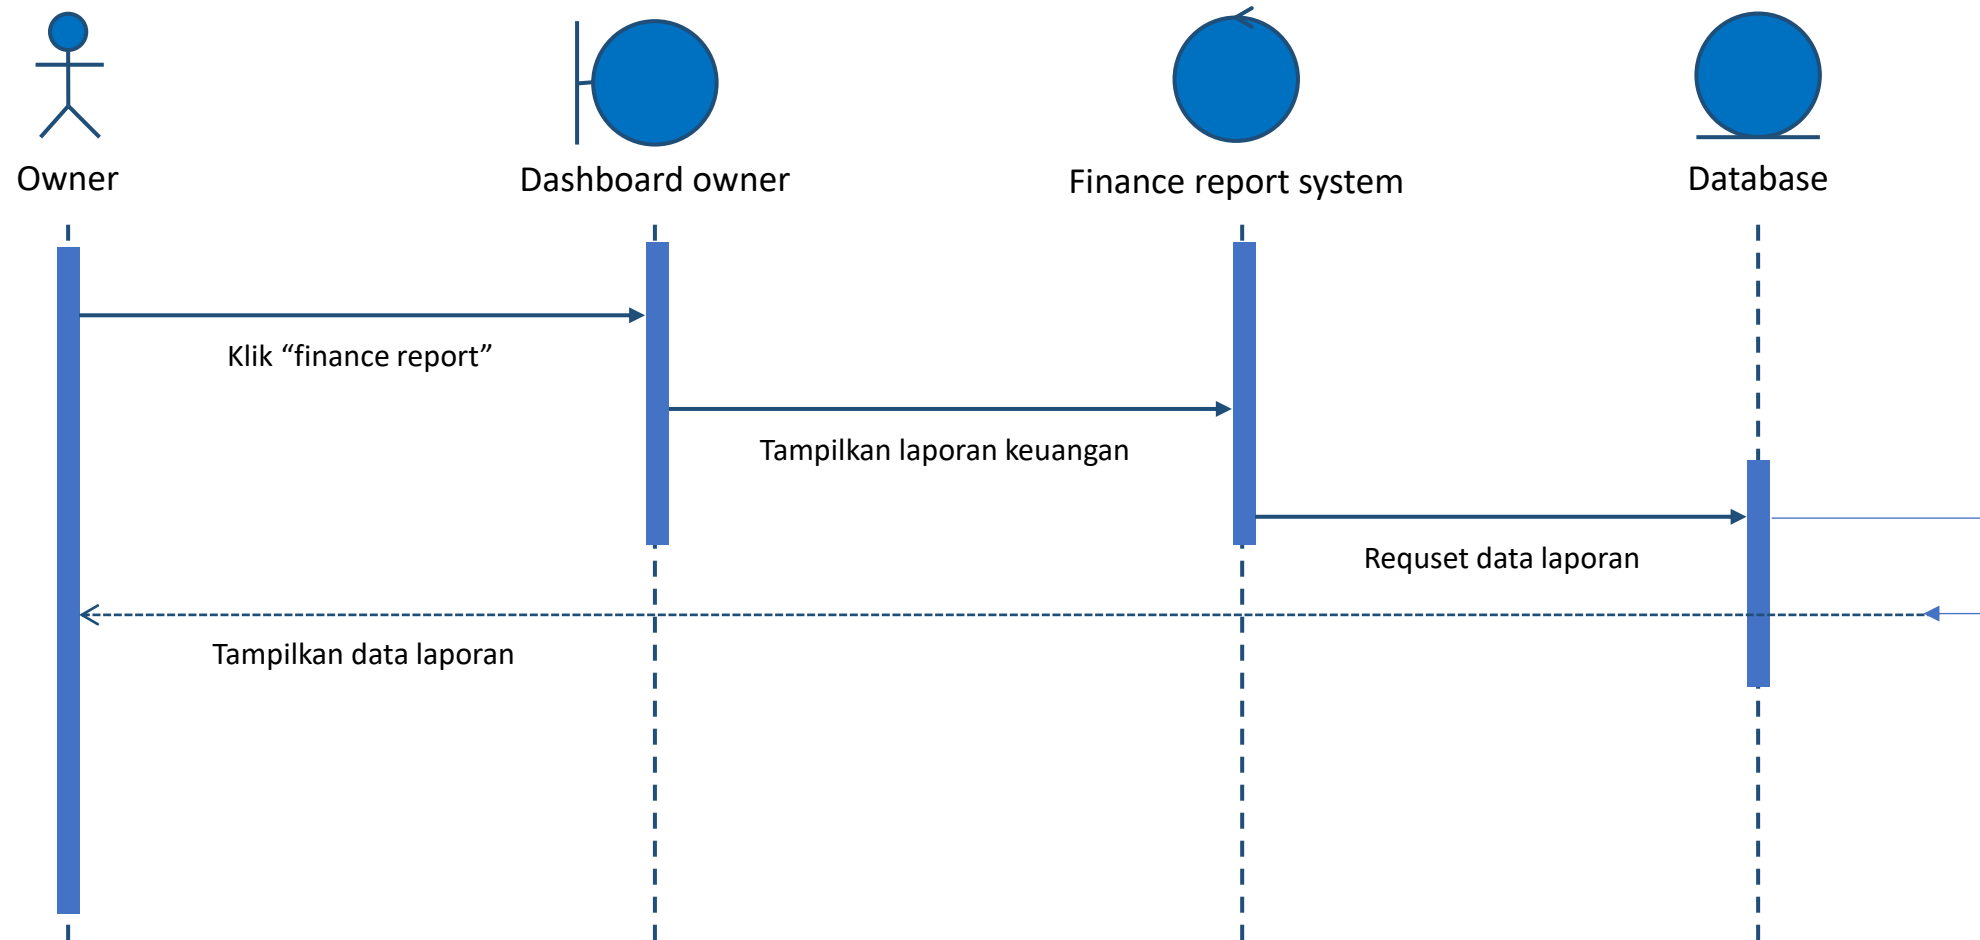 Owner
Dashboard owner
Finance report system
Database
Klik “finance report”
Tampilkan laporan keuangan
Requset data laporan
Tampilkan data laporan